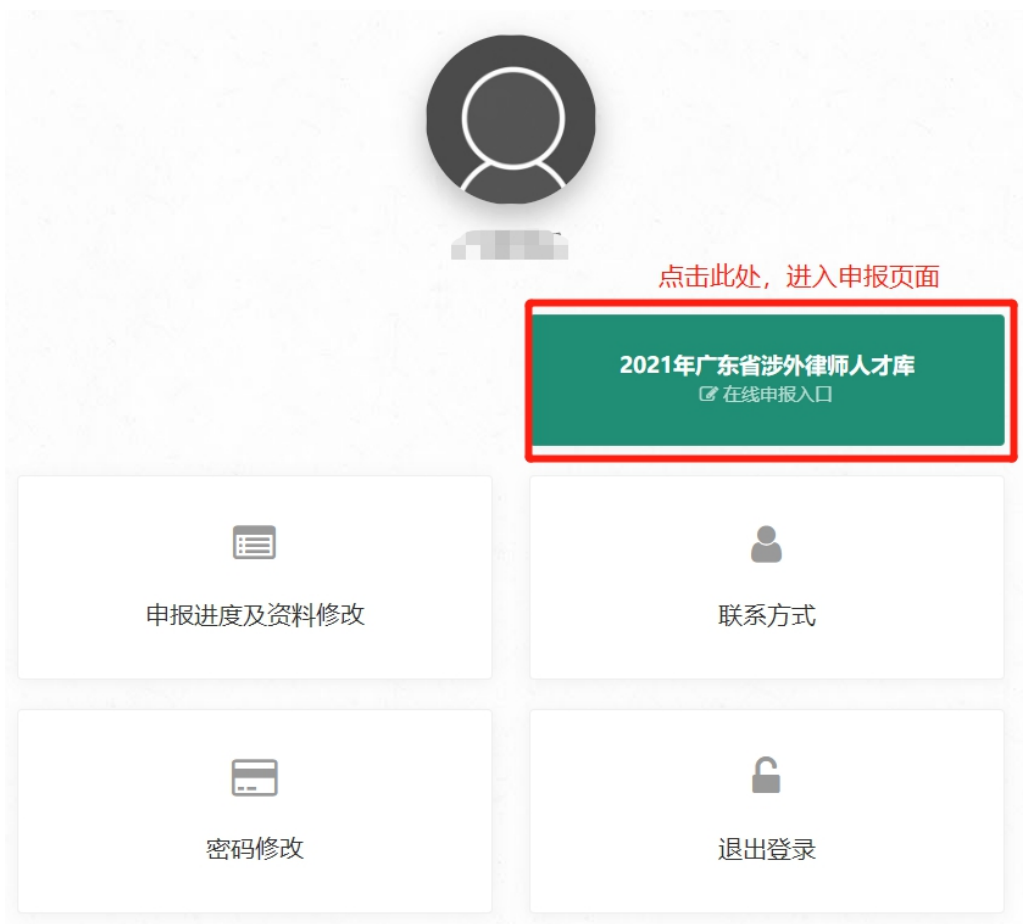 点击此处，进入申报页面
2021年广东省涉外律师人才库
在线申报入口
申报进度及资料修改
联系方式
密码修改
退出登录